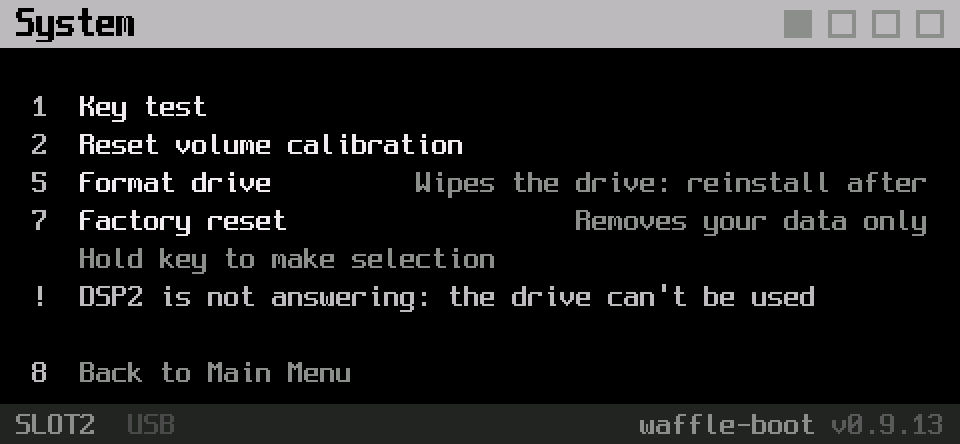 System
1 Key test
2 Reset volume calibration
5 Format drive Wipes the drive: reinstall after
7 Factory reset Removes your data only
Hold key to make selection
! DSP2 is not answering: the drive can't be used
8 Back to Main Menu
SLOT2 USB waffle-boot v0.9.13